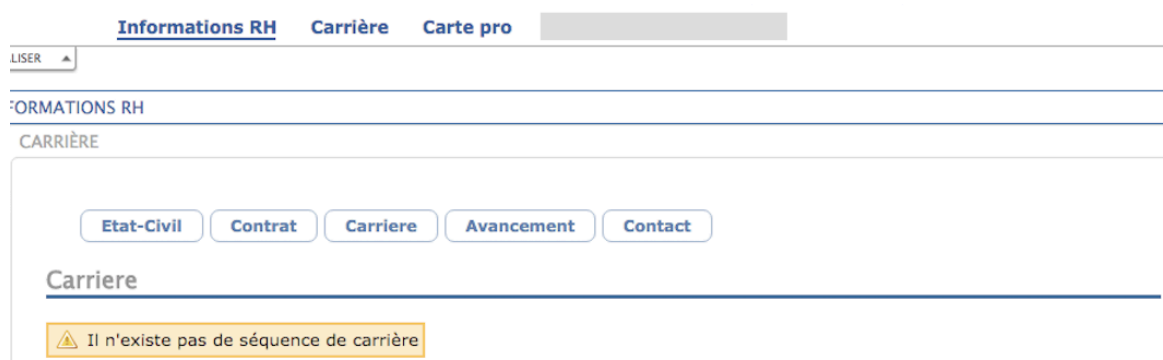 Informations RH Carrière Carte pro
LISER
FORMATIONS RH
CARRIÈRE
Etat-Civil Contrat Carriere Avancement Contact
Carriere
Il n'existe pas de séquence de carrière